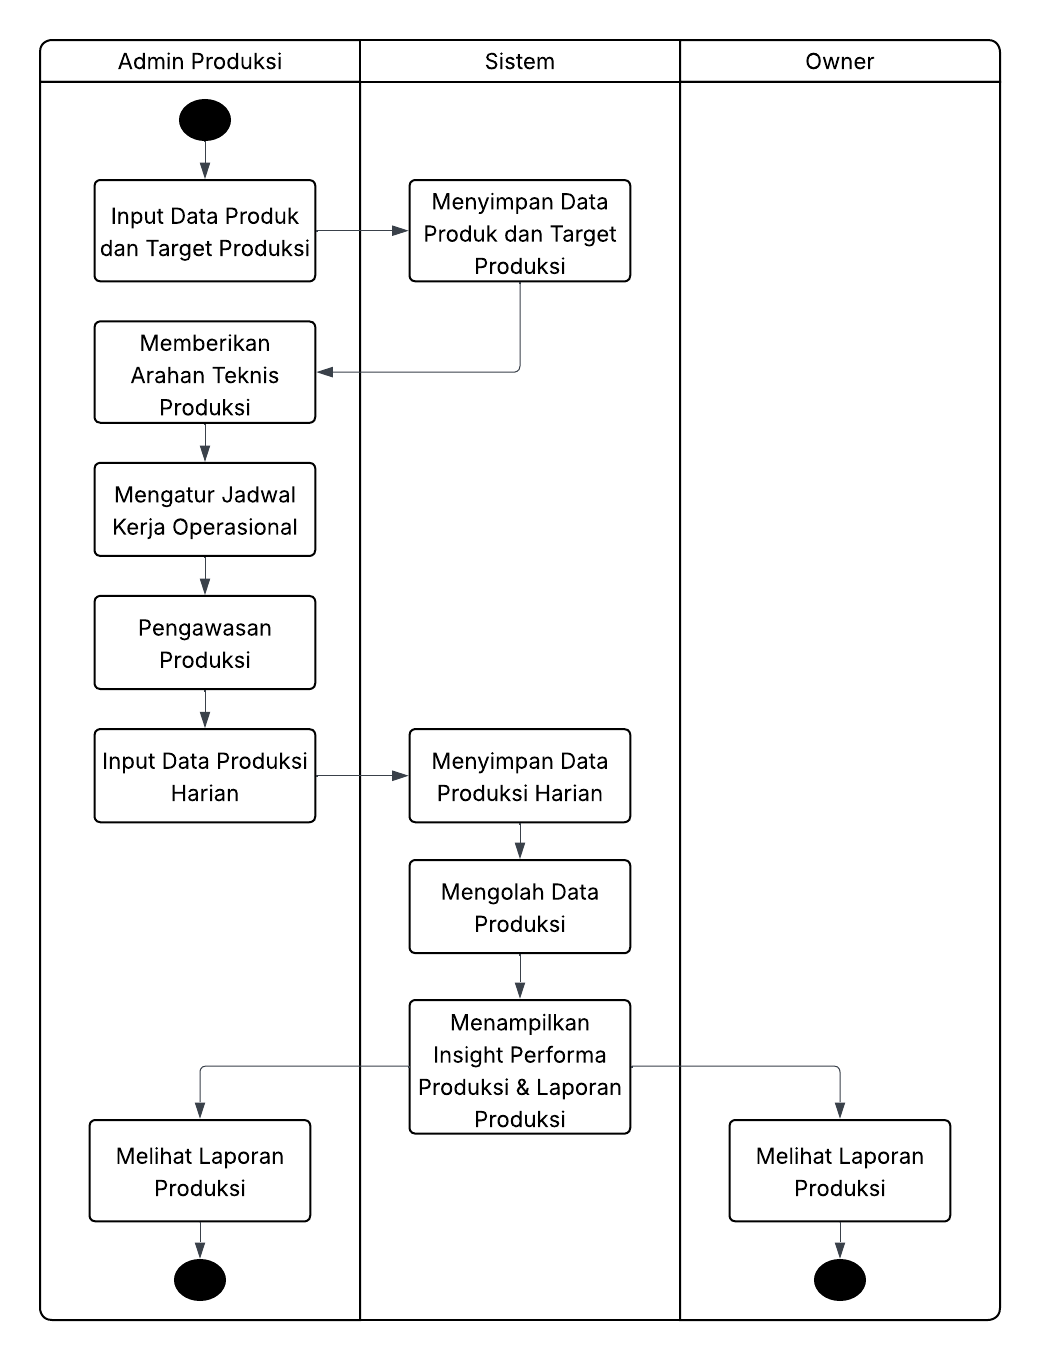 Admin Produksi
Sistem
Owner
Input Data Produk
dan Target Produksi
Menyimpan Data
Produk dan Target
Produksi
Memberikan
Arahan Teknis
Produksi
Mengatur Jadwal
Kerja Operasional
Pengawasan
Produksi
Input Data Produksi
Harian
Menyimpan Data
Produksi Harian
Mengolah Data
Produksi
Menampilkan
Insight Performa
Produksi & Laporan
Produksi
Melihat Laporan
Produksi
Melihat Laporan
Produksi